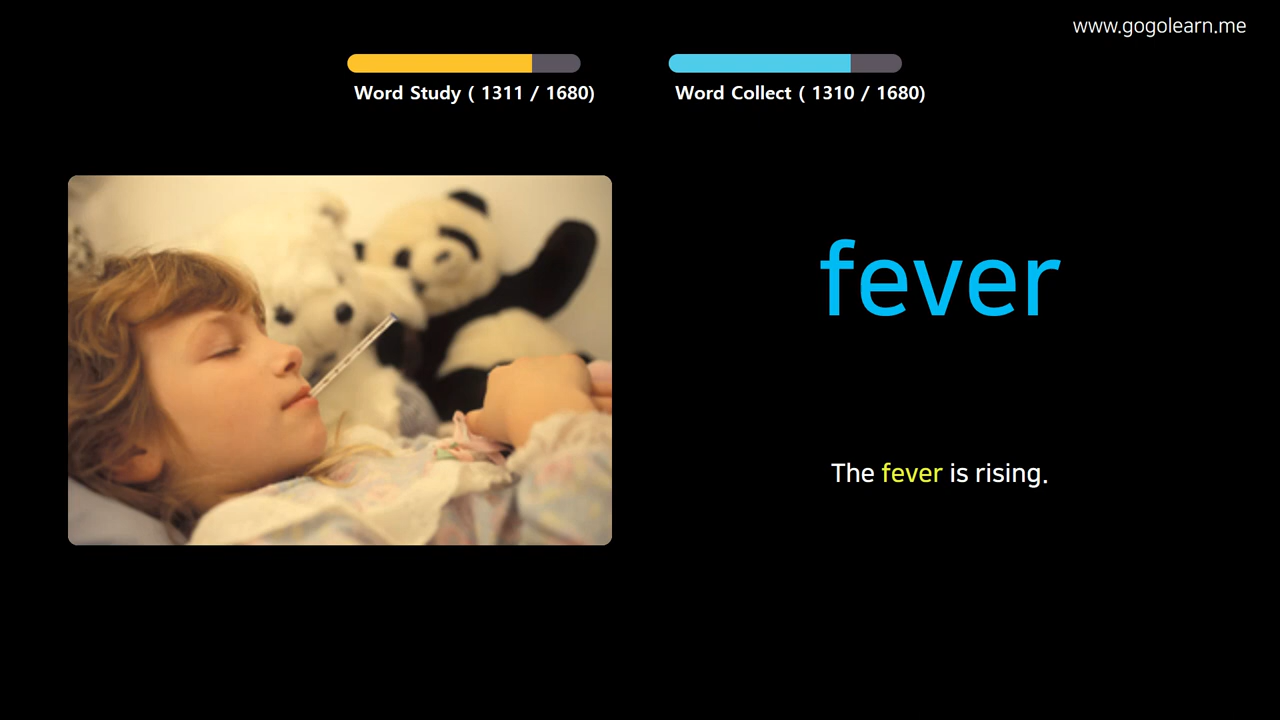 www.gogolearn.me
Word Study ( 1311 / 1680)
Word Collect ( 1310 / 1680)
fever
The fever is rising.